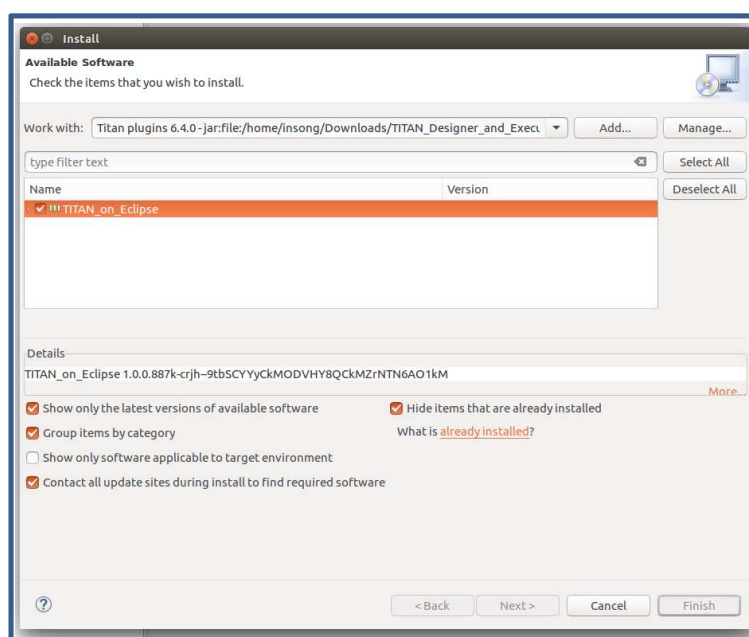 Install
Available Software
Check the items that you wish to install.
Work with: Titan plugins 6.4.0 - jar:file:/home/insong/Downloads/TITAN_Designer_and_Execu Add... Manage...
type filter text Select All
Name Version Deselect All
TITAN_on_Eclipse
Details
TITAN_on_Eclipse 1.0.0.887k-crjh–9tbSCYYyCkMODVHY8QCkMZrNTN6AO1kM
More...
Show only the latest versions of available software Hide items that are already installed
Group items by category What is already installed?
Show only software applicable to target environment
Contact all update sites during install to find required software
? < Back Next > Cancel Finish